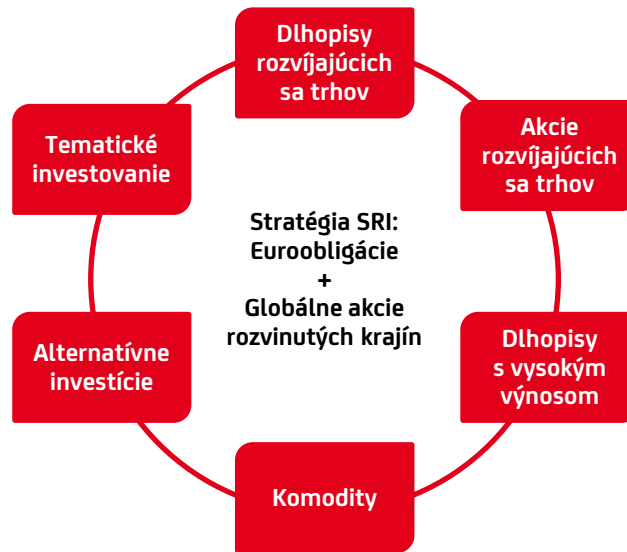 Dlhopisy
rozvíjajúcich
sa trhov
Tematické
investovanie
Akcie
rozvíjajúcich
sa trhov
Stratégia SRI:
Euroobligácie
+
Globálne akcie
rozvinutých krajín
Alternatívne
investície
Dlhopisy
s vysokým
výnosom
Komodity